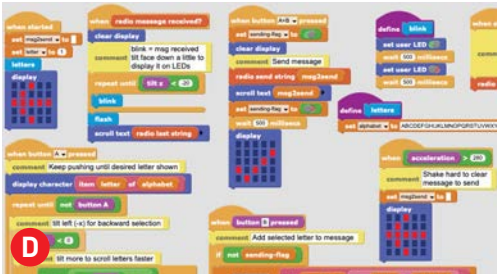 when started
set msg2send to
set letter to 1
letters
display
when radio message received?
clear display
comment blink = msg received
tilt face down a little to
display it on LEDs
repeat until tilt x < -20
blink
flash
scroll text radio last string
when button A+B pressed
set sending-flag to
clear display
comment Send message
radio send string msg2send
scroll text msg2send
set sending-flag to
wait 500 millisecs
display
define blink
set user LED
wait 500 millisecs
set user LED
wait 500 millisecs
comment
radio
define letters
set alphabet to ABCDEFGHIJKLMNOPQRSTUVWXY
when acceleration > 280
comment Shake hard to clear
message to send
set msg2send to
display
when button A pressed
comment Keep pushing until desired letter shown
display character item letter of alphabet
repeat until not button A
comment tilt left (-x) for backward selection
< 0
tilt more to scroll letters faster
when button B pressed
comment Add selected letter to message
if not sending-flag
D